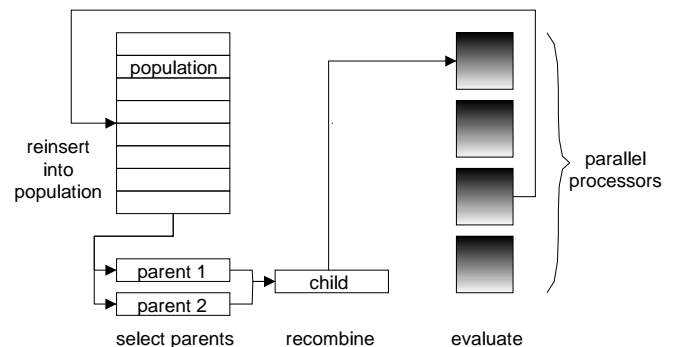 population
reinsert
into
population
parallel
processors
parent 1
parent 2
child
select parents
recombine
evaluate